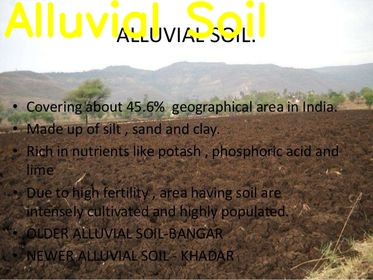 Alluvial Soil
ALLUVIAL SOIL.
• Covering about 45.6% geographical area in India.
• Made up of silt , sand and clay.
• Rich in nutrients like potash , phosphoric acid and
lime
• Due to high fertility , area having soil are
intensely cultivated and highly populated.
• OLDER ALLUVIAL SOIL-BANGAR
• NEWER ALLUVIAL SOIL - KHADAR